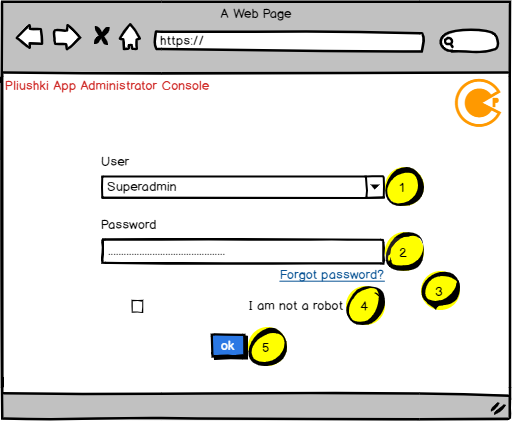 A Web Page
https://
Pliushki App Administrator Console
User
Superadmin
1
Password
2
Forgot password?
3
I am not a robot
4
ok
5